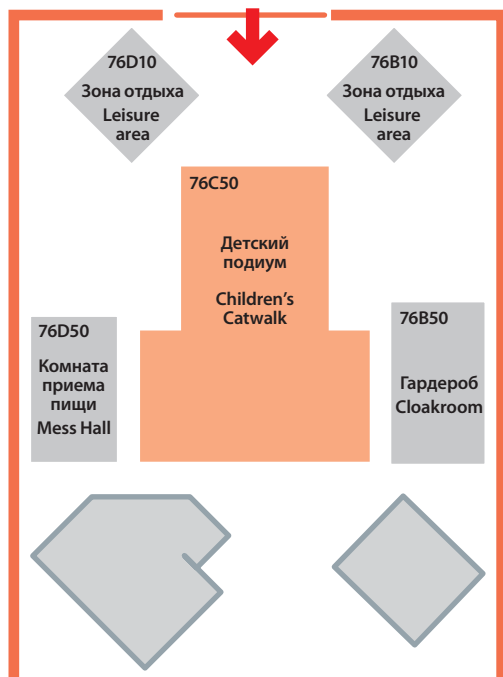 76D10
Зона отдыха
Leisure
area
76B10
Зона отдыха
Leisure
area
76C50
Детский
подиум
Children’s
Catwalk
76D50
Комната
приема
пищи
Mess Hall
76B50
Гардероб
Cloakroom